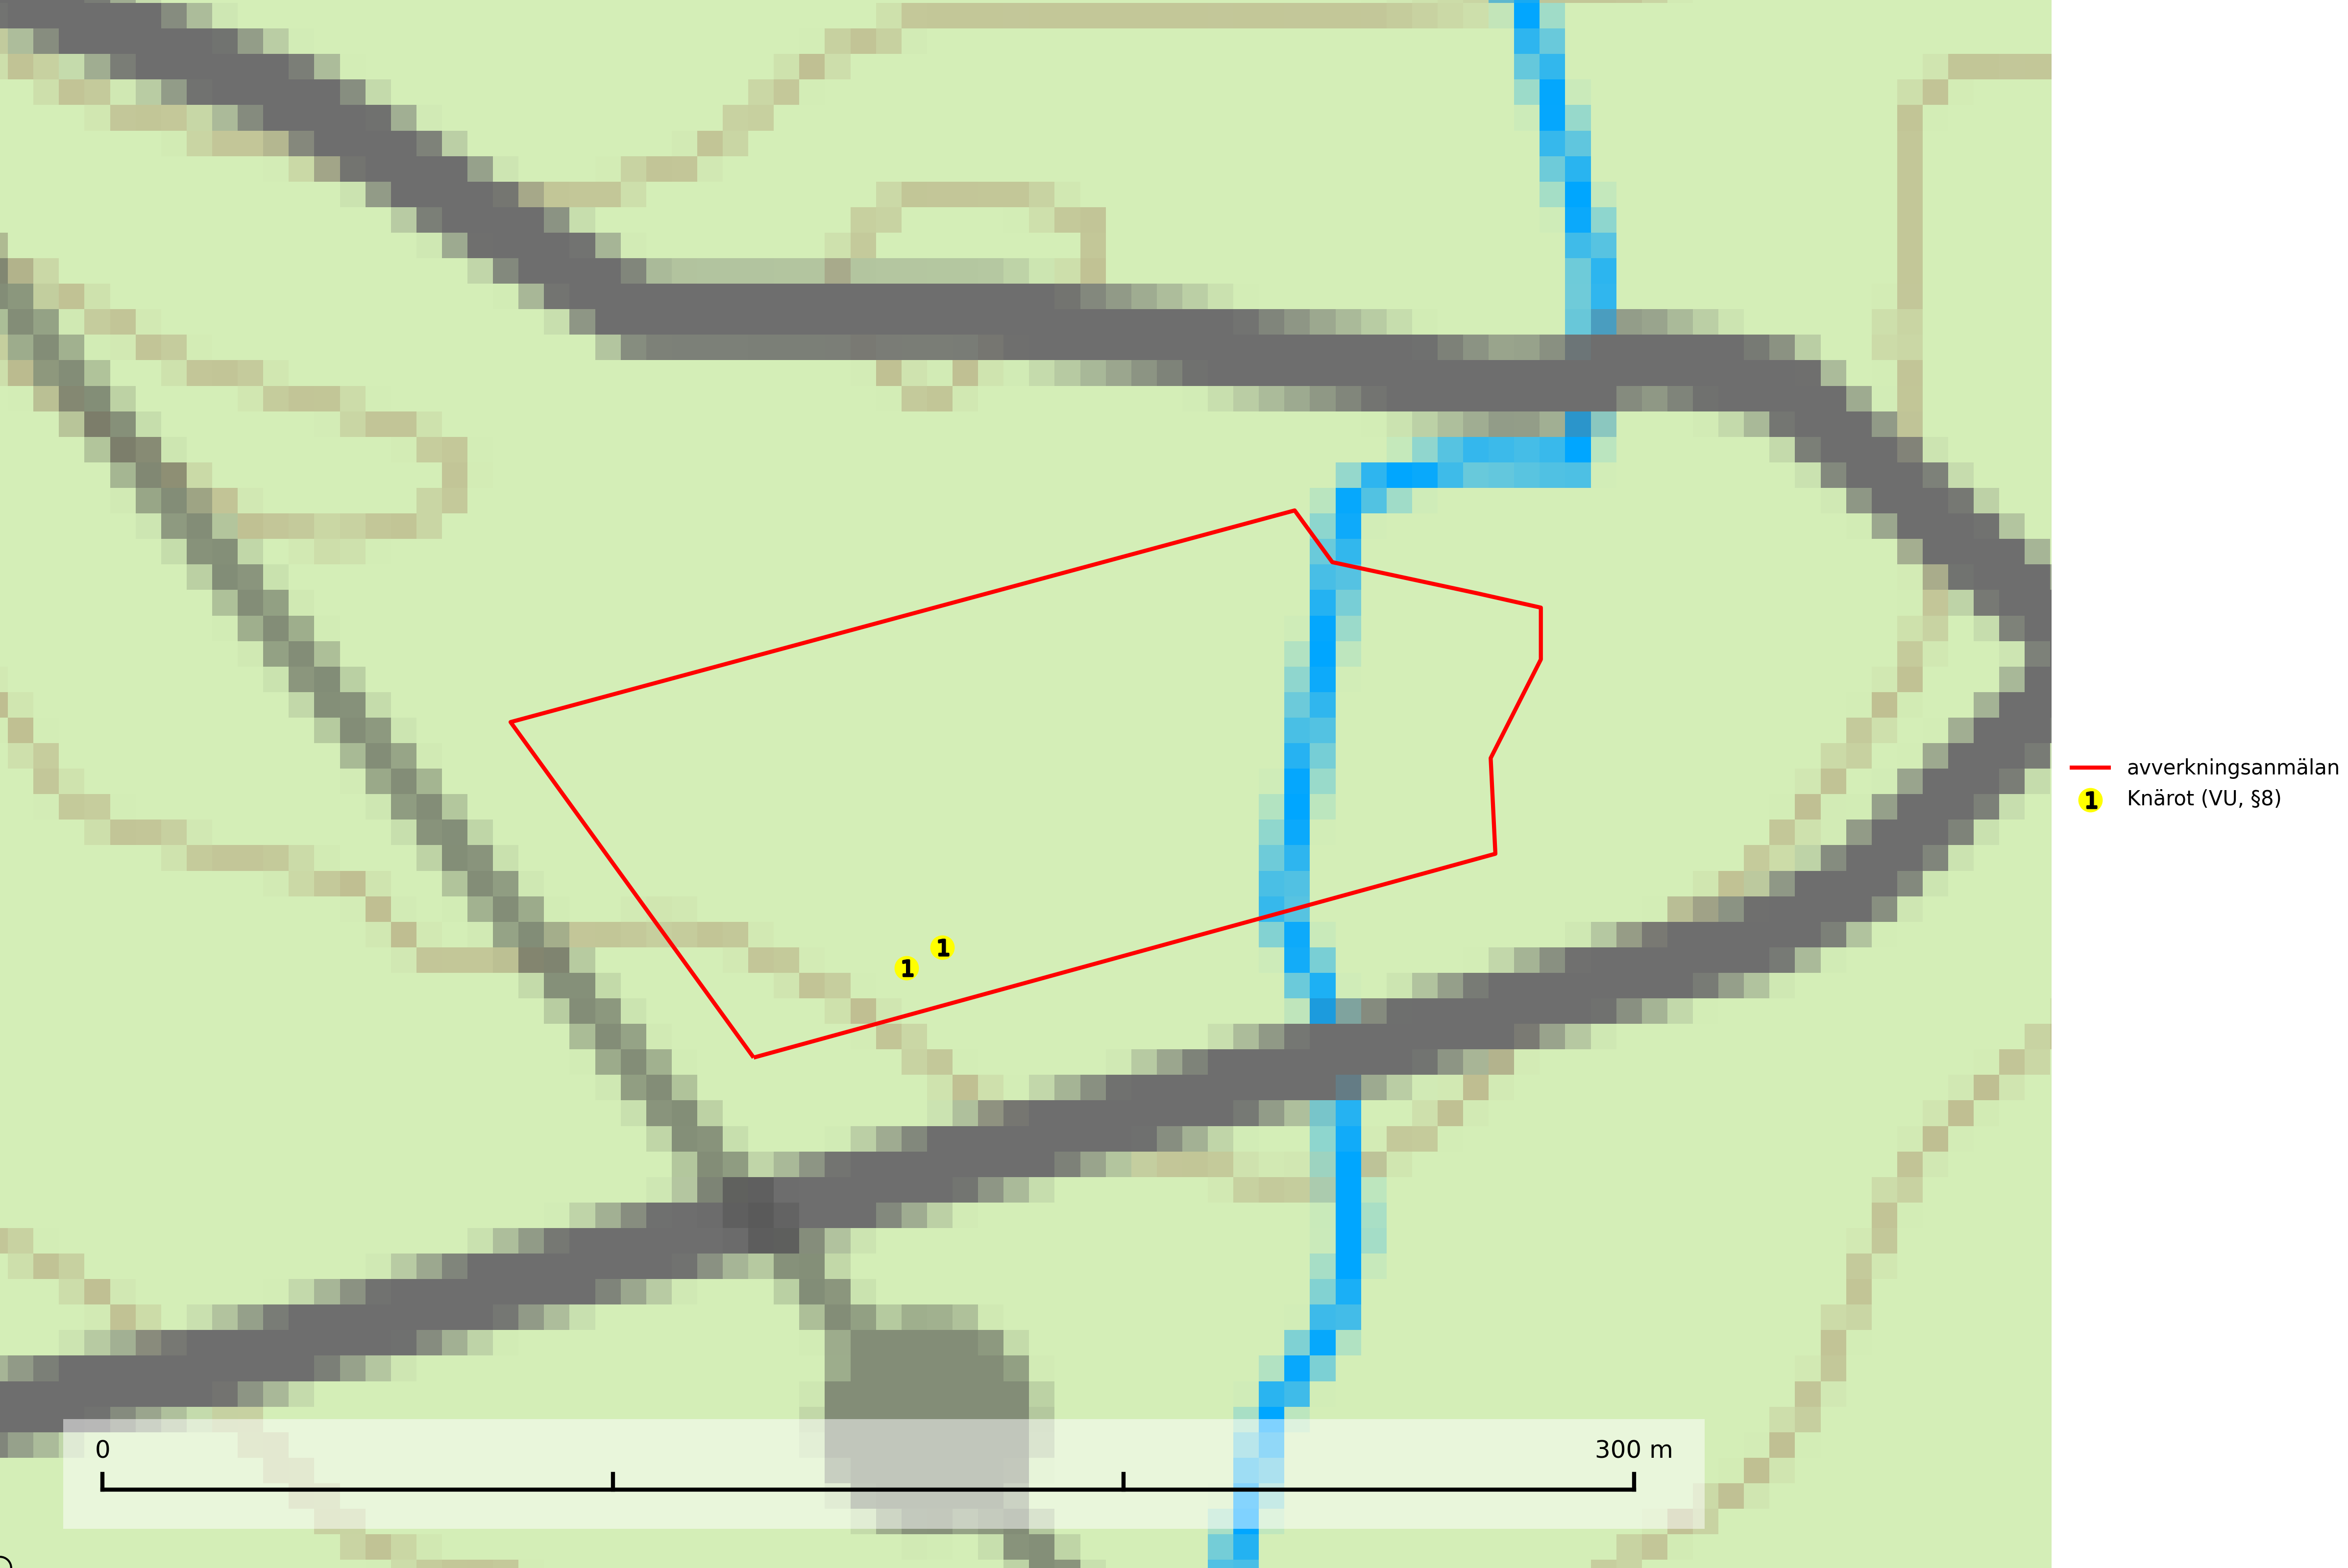 avverkningsanmälan
1 Knärot (VU, §8)
1
1
0 300 m